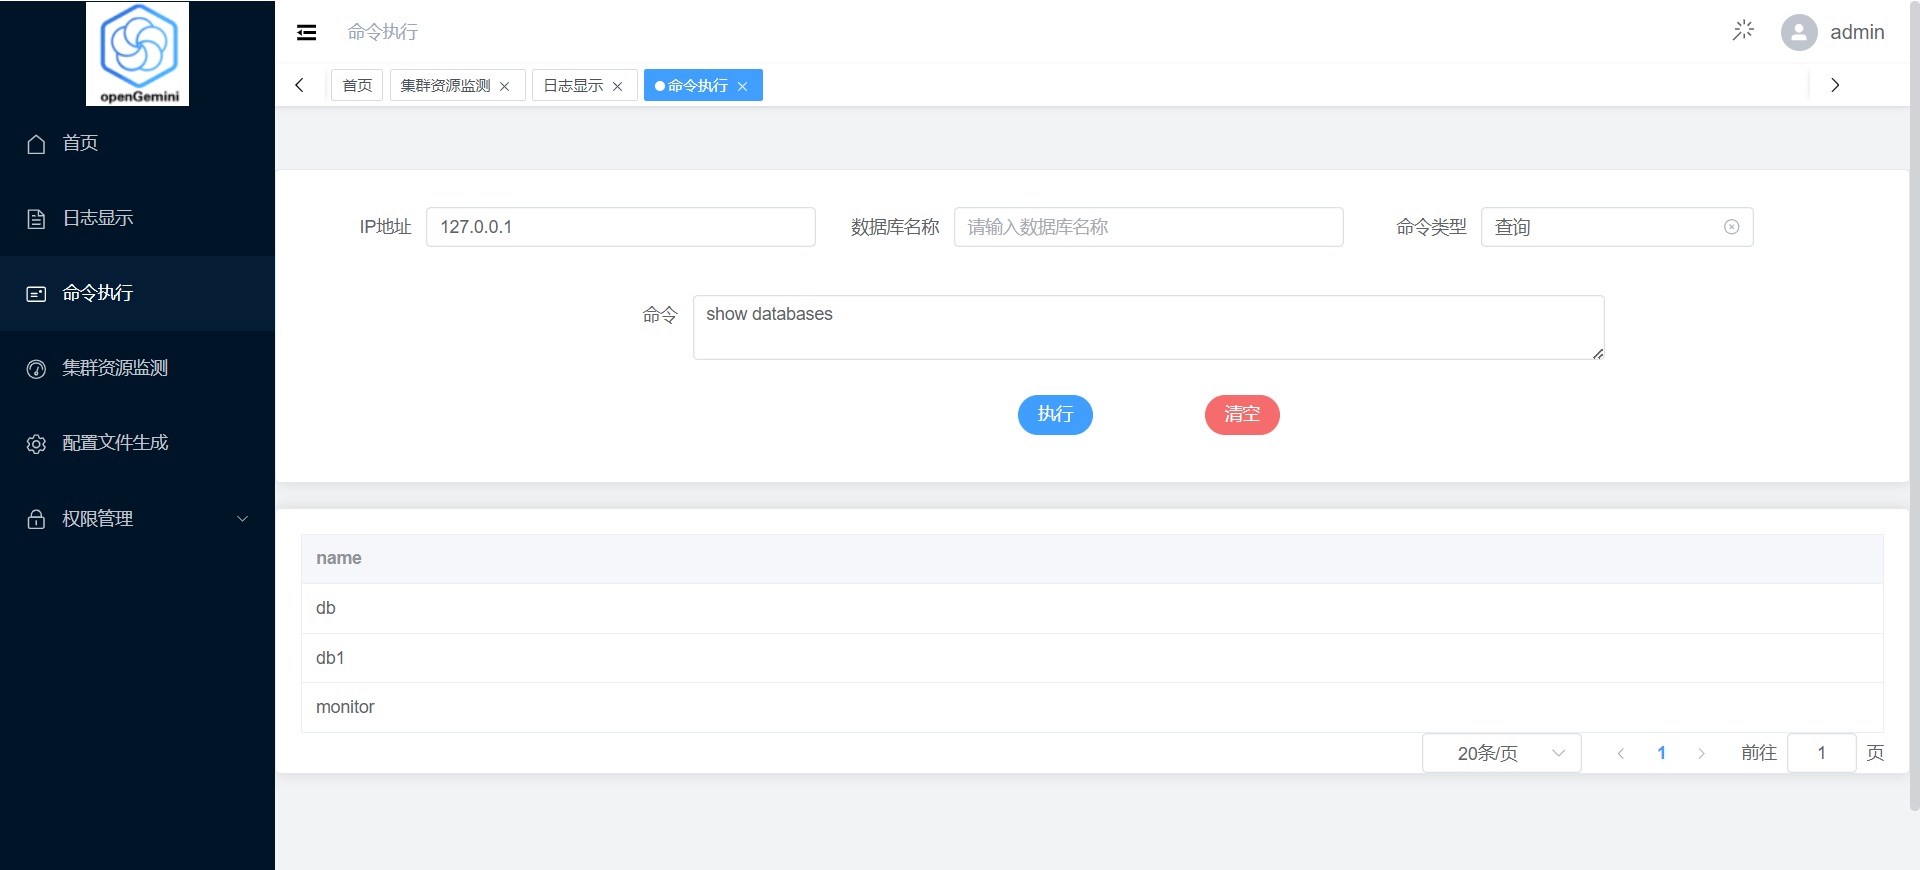 openGemini
首页
日志显示
命令执行
集群资源监测
配置文件生成
权限管理
命令执行
admin
首页
集群资源监测
日志显示
命令执行
IP地址 127.0.0.1 数据库名称 请输入数据库名称 命令类型 查询
命令 show databases
执行 清空
name
db
db1
monitor
20条/页 1 前往 1 页